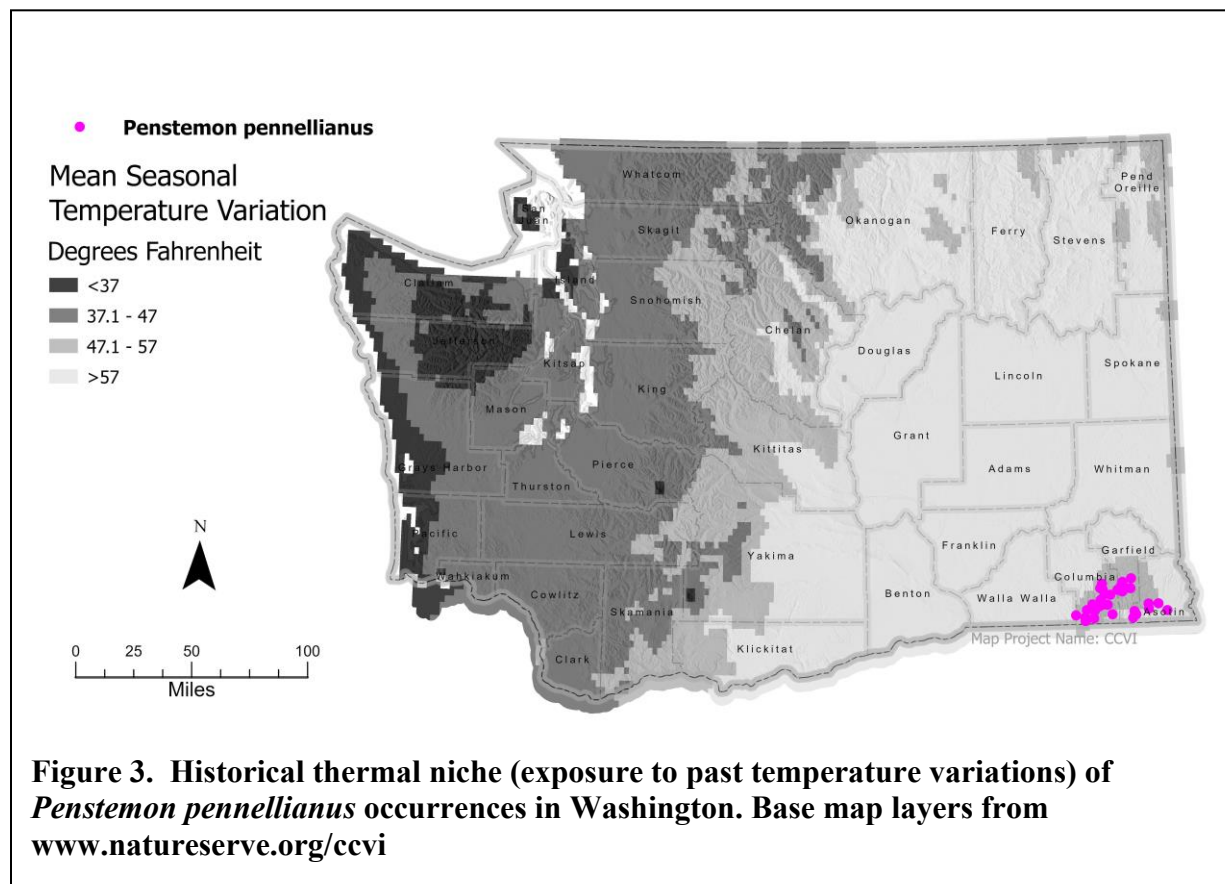 Penstemon pennellianus
Mean Seasonal
Temperature Variation
Degrees Fahrenheit
<37
37.1 - 47
47.1 - 57
>57
Whatcom
Pend
Oreille
San
Juan
Okanogan
Ferry
Stevens
Skagit
Clallam
Island
Snohomish
Chelan
Jefferson
Douglas
Kitsap
Spokane
Lincoln
King
Mason
Grant
Kittitas
Grays Harbor
Pierce
Adams
Whitman
Thurston
N
Pacific
Lewis
Franklin
Garfield
Yakima
Columbia
Wahkiakum
Benton
Walla Walla
Cowlitz
Skamania
Asotin
Map Project Name: CCVI
Klickitat
Clark
0 25 50 100
Miles
Figure 3. Historical thermal niche (exposure to past temperature variations) of
Penstemon pennellianus occurrences in Washington. Base map layers from
www.natureserve.org/ccvi